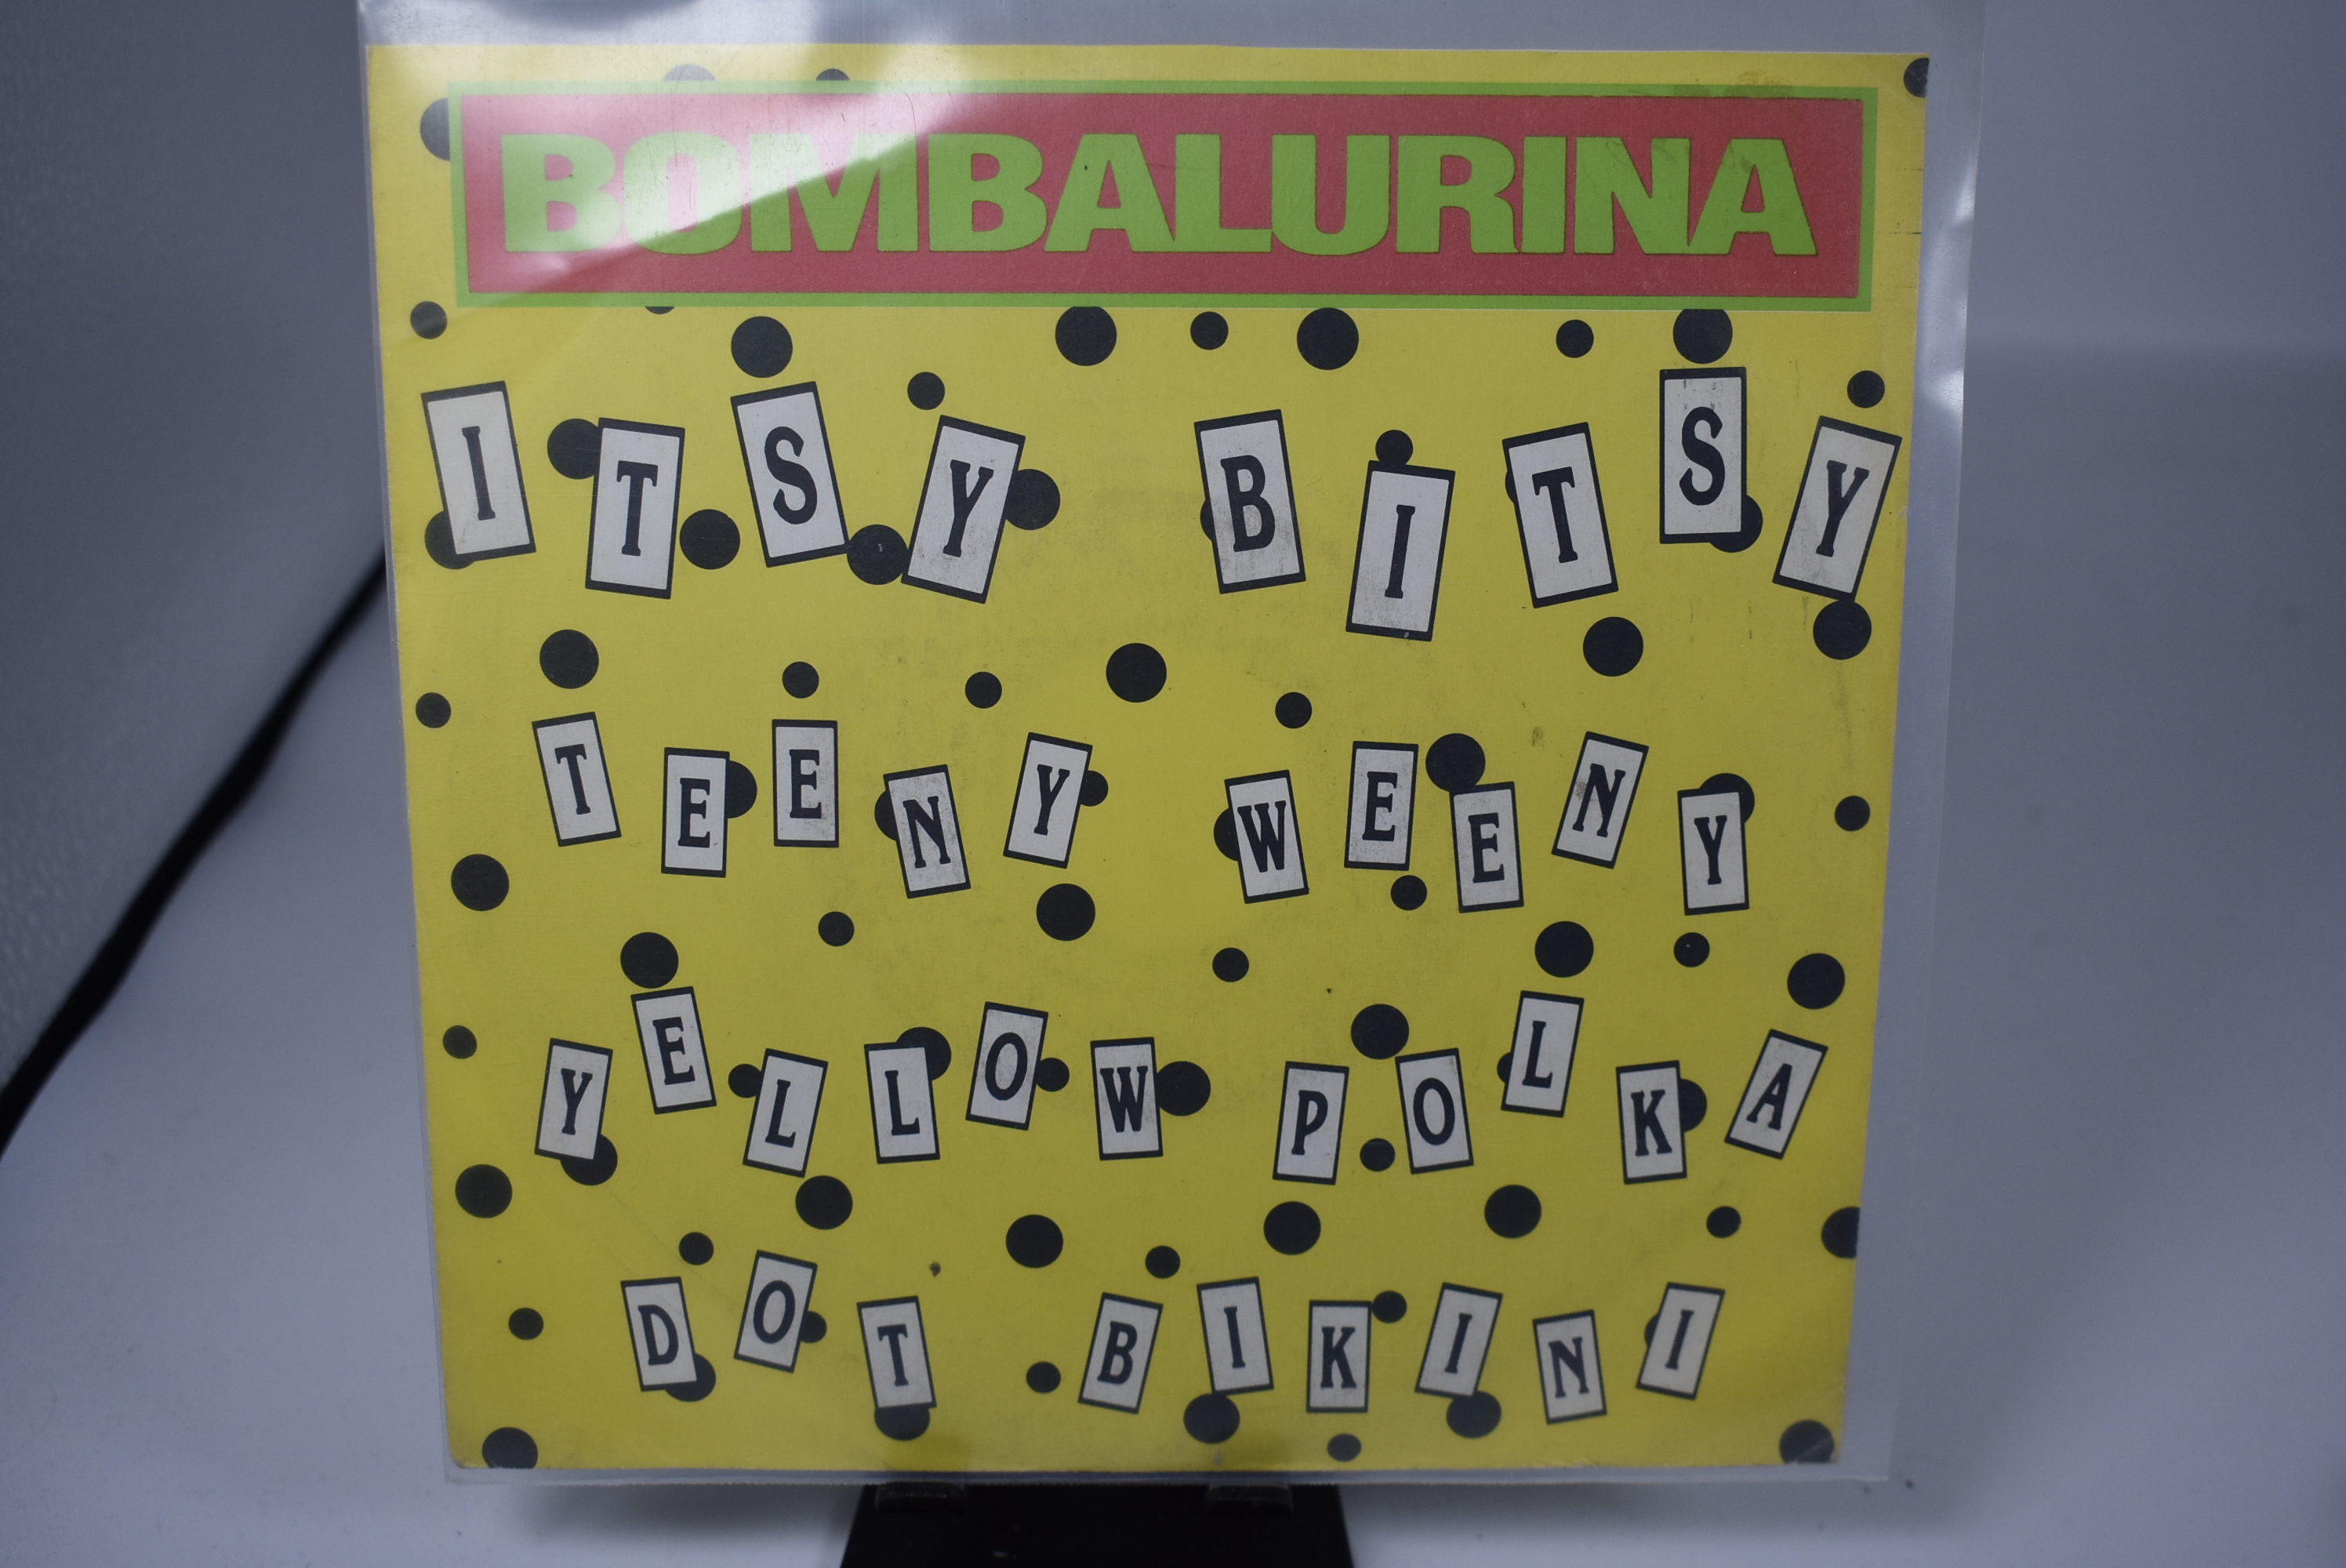 BOMBALURINA
ITSY BITSY
TEENY WEENY
YELLOW POLKA
DOT BIKINI